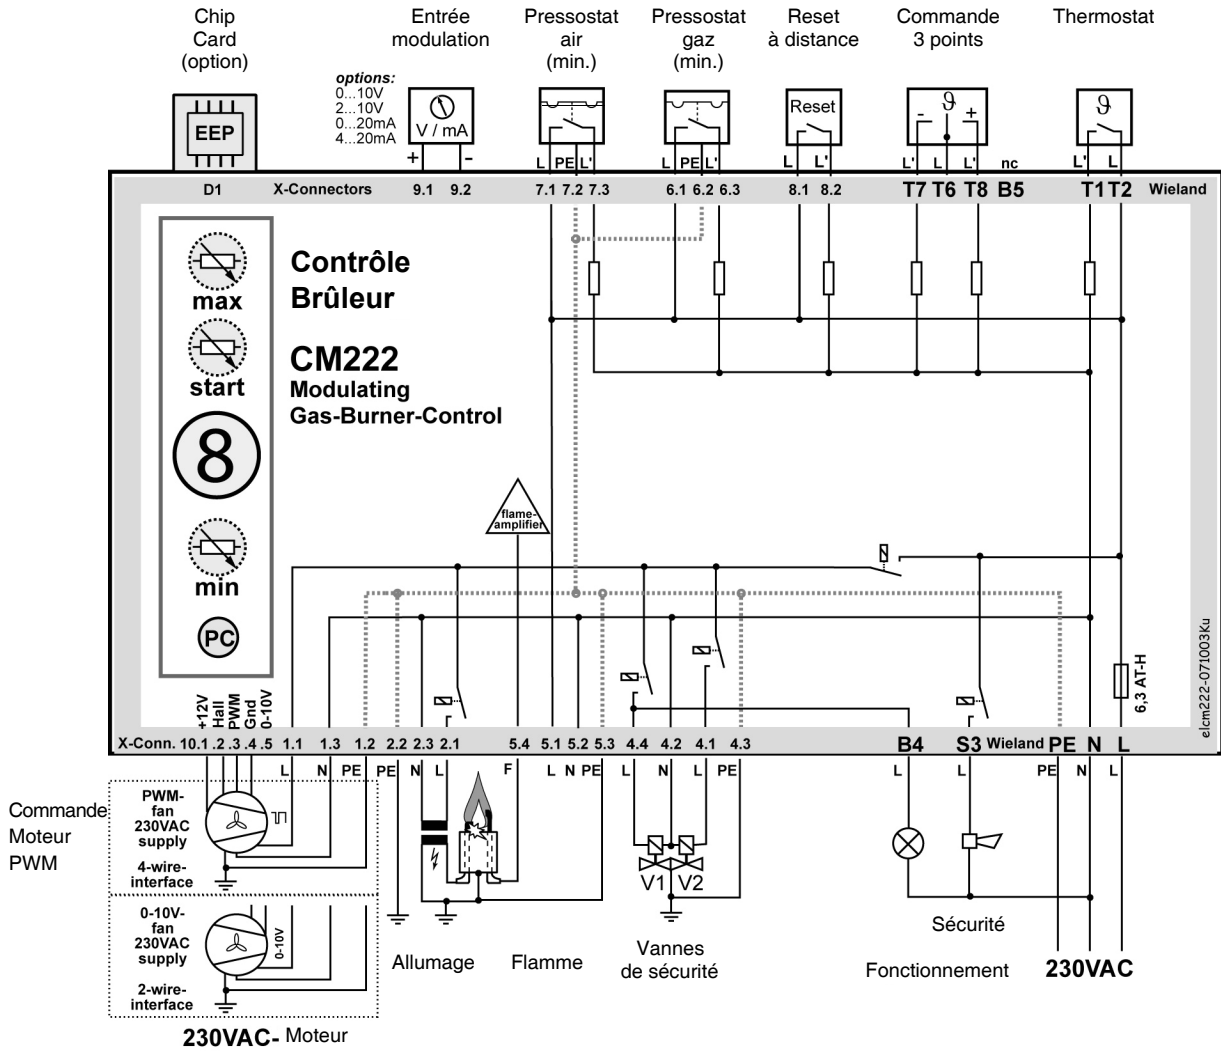 Chip
Card
(option)
Entrée
modulation
Pressostat
air
(min.)
Pressostat
gaz
(min.)
Reset
à distance
Commande
3 points
Thermostat
options:
0...10V
2...10V
0...20mA
4...20mA
EEP
V / mA
+ -
Reset
ϑ
- +
ϑ
L PE L'
L PE L'
L L'
L' L L' nc
L' L
D1 X-Connectors 9.1 9.2 7.1 7.2 7.3 6.1 6.2 6.3 8.1 8.2 T7 T6 T8 B5 T1 T2 Wieland
max
start
8
min
PC
Contrôle
Brûleur
CM222
Modulating
Gas-Burner-Control
flame-
amplifier
6,3 AT-H
elcm222-071003Ku
+12V
Hall
PWM
Gnd
0-10V
X-Conn. 10.1 .2 .3 .4 .5 1.1 1.3 1.2 2.2 2.3 2.1 5.4 5.1 5.2 5.3 4.4 4.2 4.1 4.3 B4 S3 Wieland PE N L
L N PE PE N L F L N PE L N L PE L L PE N L
Commande
Moteur
PWM
PWM-
fan
230VAC
supply
4-wire-
interface
0-10V-
fan
230VAC
supply
2-wire-
interface
0-10V
230VAC- Moteur
Allumage
Flamme
V1 V2
Vannes
de sécurité
Sécurité
Fonctionnement
230VAC